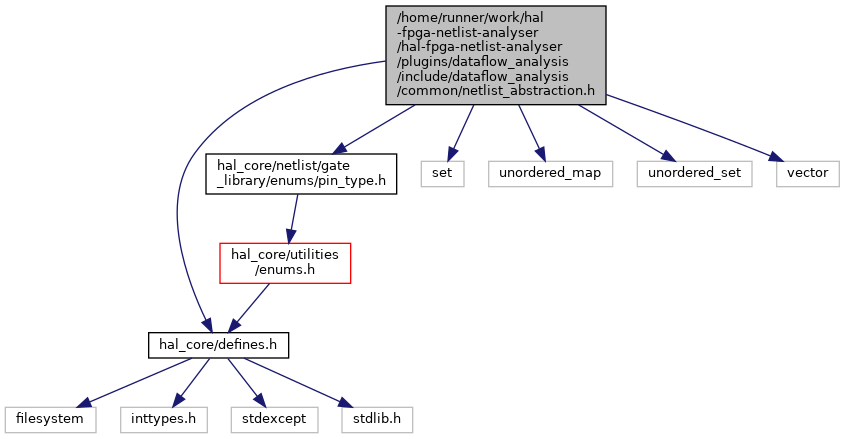 /home/runner/work/hal
-fpga-netlist-analyser
/hal-fpga-netlist-analyser
/plugins/dataflow_analysis
/include/dataflow_analysis
/common/netlist_abstraction.h
hal_core/netlist/gate
_library/enums/pin_type.h
set
unordered_map
unordered_set
vector
hal_core/utilities
/enums.h
hal_core/defines.h
filesystem
inttypes.h
stdexcept
stdlib.h